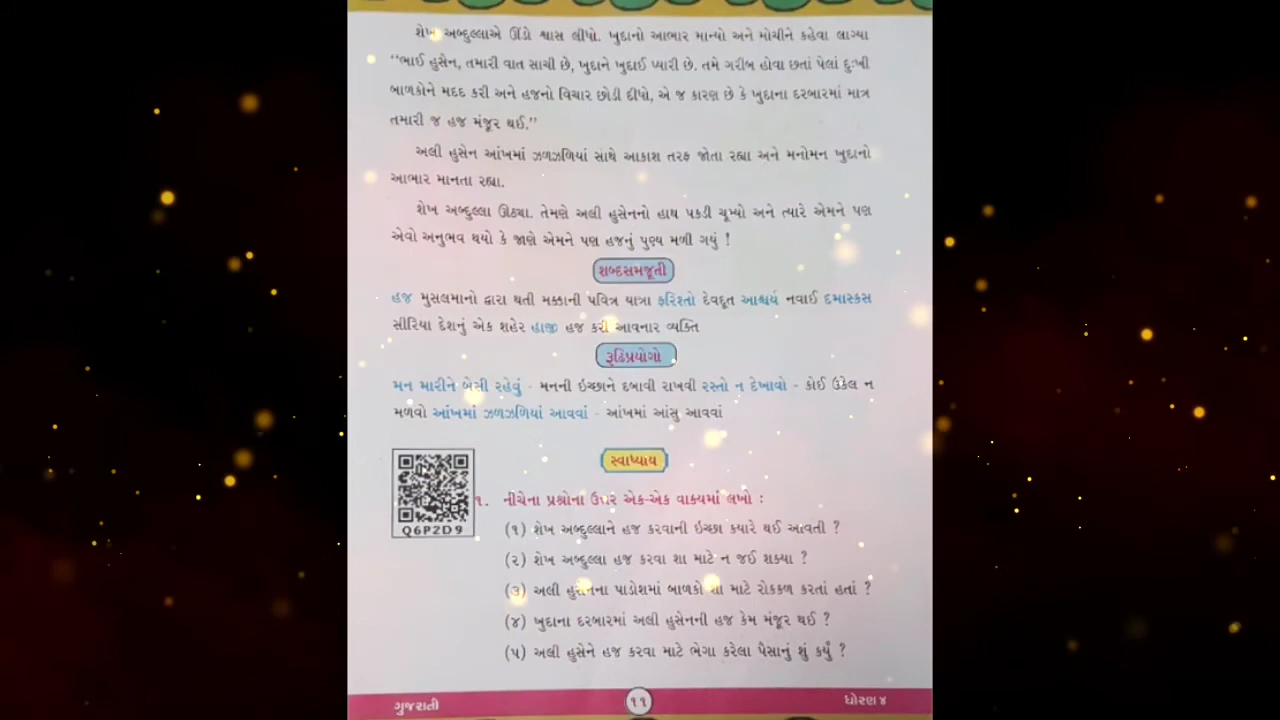 શેખ અબ્દુલ્લાએ ઊંડો શ્વાસ લીધો. ખુદાનો આભાર માન્યો અને મોચીને કહેવા લાગ્યા
“ભાઈ હુસેન, તમારી વાત સાચી છે, ખુદાને ખુદાઈ પ્યારી છે. તમે ગરીબ હોવા છતાં પેલાં દુઃખી
બાળકોને મદદ કરી અને હજનો વિચાર છોડી દીધો, એ જ કારણ છે કે ખુદાના દરબારમાં માત્ર
તમારી જ હજ મંજૂર થઈ.”
અલી હુસેન આંખમાં ઝળઝળિયાં સાથે આકાશ તરફ જોતા રહ્યા અને મનોમન ખુદાનો
આભાર માનતા રહ્યા.
શેખ અબ્દુલ્લા ઊઠ્યા. તેમણે અલી હુસેનનો હાથ પકડી ચૂમ્યો અને ત્યારે એમને પણ
એવો અનુભવ થયો કે જાણે એમને પણ હજનું પુણ્ય મળી ગયું !
શબ્દસમજૂતી
હજ મુસલમાનો દ્વારા થતી મક્કાની પવિત્ર યાત્રા ફરિશ્તો દેવદૂત આશ્ચર્ય નવાઈ દમાસ્કસ
સીરિયા દેશનું એક શહેર હાજી હજ કરી આવનાર વ્યક્તિ
રૂઢિપ્રયોગો
મન મારીને બેસી રહેવું - મનની ઇચ્છાને દબાવી રાખવી રસ્તો ન દેખાવો - કોઈ ઉકેલ ન
મળવો આંખમાં ઝળઝળિયાં આવવાં - આંખમાં આંસુ આવવાં
સ્વાધ્યાય
Q6P2D9
૧. નીચેના પ્રશ્નોના ઉત્તર એક-એક વાક્યમાં લખો :
(૧) શેખ અબ્દુલ્લાને હજ કરવાની ઇચ્છા ક્યારે થઈ આવતી ?
(૨) શેખ અબ્દુલ્લા હજ કરવા શા માટે ન જઈ શક્યા ?
(૩) અલી હુસેનના પાડોશમાં બાળકો શા માટે રોકકળ કરતાં હતાં ?
(૪) ખુદાના દરબારમાં અલી હુસેનની હજ કેમ મંજૂર થઈ ?
(૫) અલી હુસેને હજ કરવા માટે ભેગા કરેલા પૈસાનું શું કર્યું ?
ગુજરાતી ૧૧ ધોરણ ૪